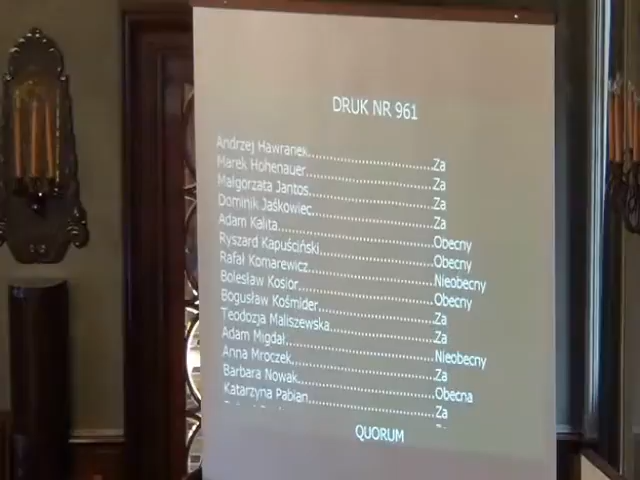 DRUK NR 961
Andrzej Hawranek..............................Za
Marek Hohenauer..............................Za
Małgorzata Jantos..............................Za
Dominik Jaśkowiec..............................Za
Adam Kalita..............................Obecny
Ryszard Kapuściński..............................Obecny
Rafał Komarewicz..............................Nieobecny
Bolesław Kosior..............................Obecny
Bogusław Kośmider..............................Za
Teodozja Maliszewska..............................Za
Adam Migdał..............................Nieobecny
Anna Mroczek..............................Za
Barbara Nowak..............................Obecna
Katarzyna Pabian..............................Za
QUORUM